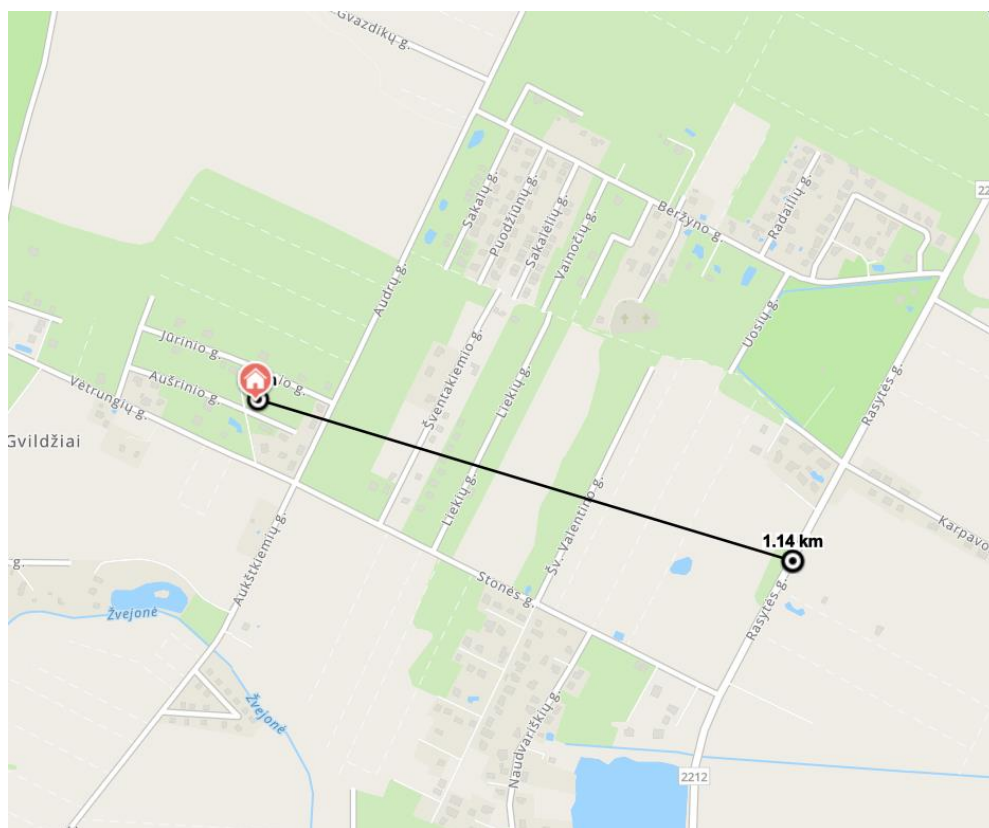 Gvazdikų g.
22
Sakalų g.
Puodžiūnų g.
Sakalėlių g.
Vainočių g.
Beržyno g.
Radailių g.
Audrų g.
Uosių g.
Jūrinio g.
Aušrinio g.
Vėtrungių g.
Šventakiemio g.
Liekių g.
Rasytės g.
Gvildžiai
Liekių g.
Šv. Valentino g.
Karpavo
1.14 km
Aukštkiemių g.
g.
Stonės g.
Rasytės g.
Žvejonė
Žvejonė
Naudvariškių g.
2212